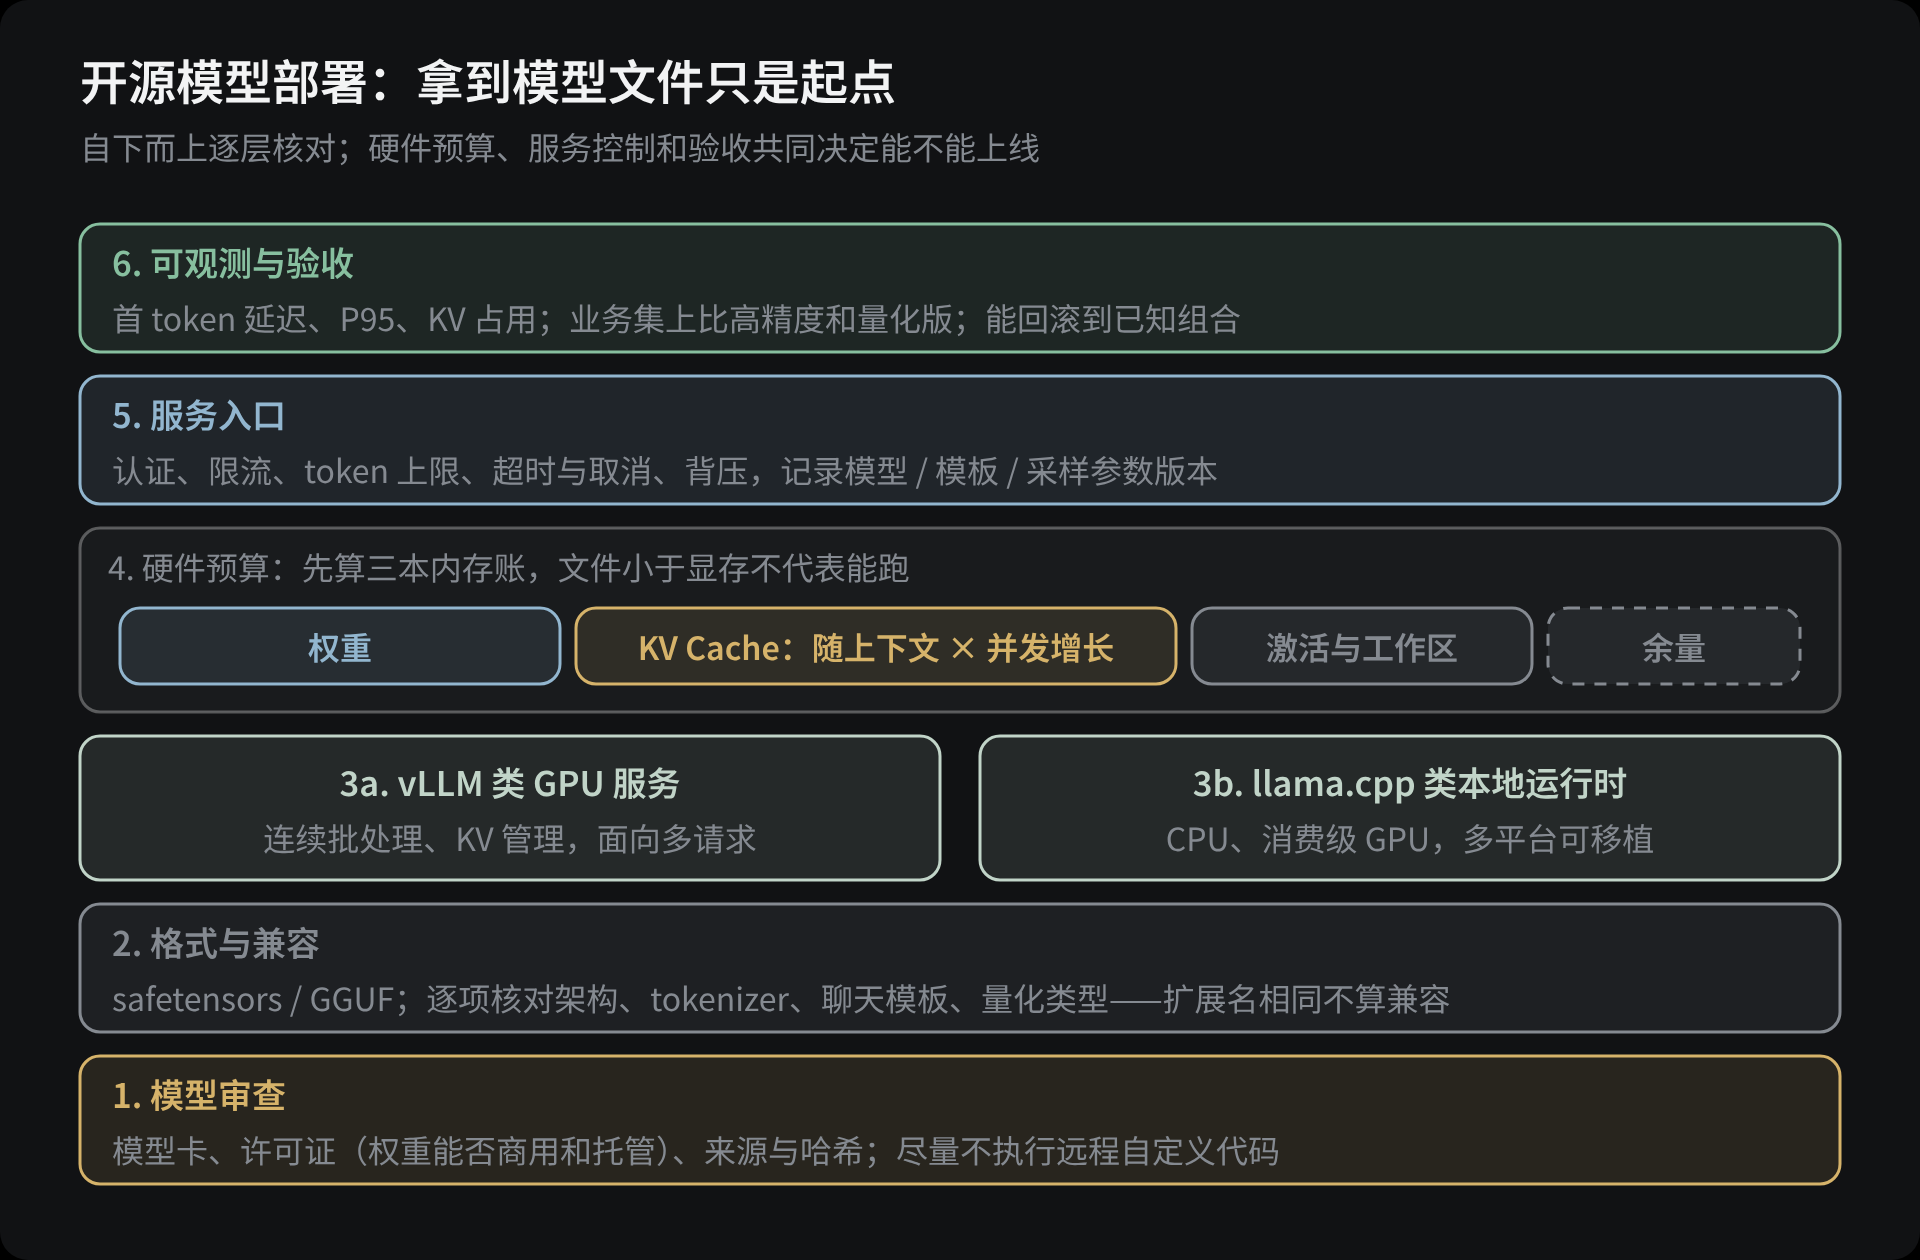 开源模型部署：拿到模型文件只是起点
自下而上逐层核对；硬件预算、服务控制和验收共同决定能不能上线
6. 可观测与验收
首 token 延迟、P95、KV 占用；业务集上比高精度和量化版；能回滚到已知组合
5. 服务入口
认证、限流、token 上限、超时与取消、背压，记录模型 / 模板 / 采样参数版本
4. 硬件预算：先算三本内存账，文件小于显存不代表能跑
权重
KV Cache：随上下文 × 并发增长
激活与工作区
余量
3a. vLLM 类 GPU 服务
连续批处理、KV 管理，面向多请求
3b. llama.cpp 类本地运行时
CPU、消费级 GPU，多平台可移植
2. 格式与兼容
safetensors / GGUF；逐项核对架构、tokenizer、聊天模板、量化类型——扩展名相同不算兼容
1. 模型审查
模型卡、许可证（权重能否商用和托管）、来源与哈希；尽量不执行远程自定义代码